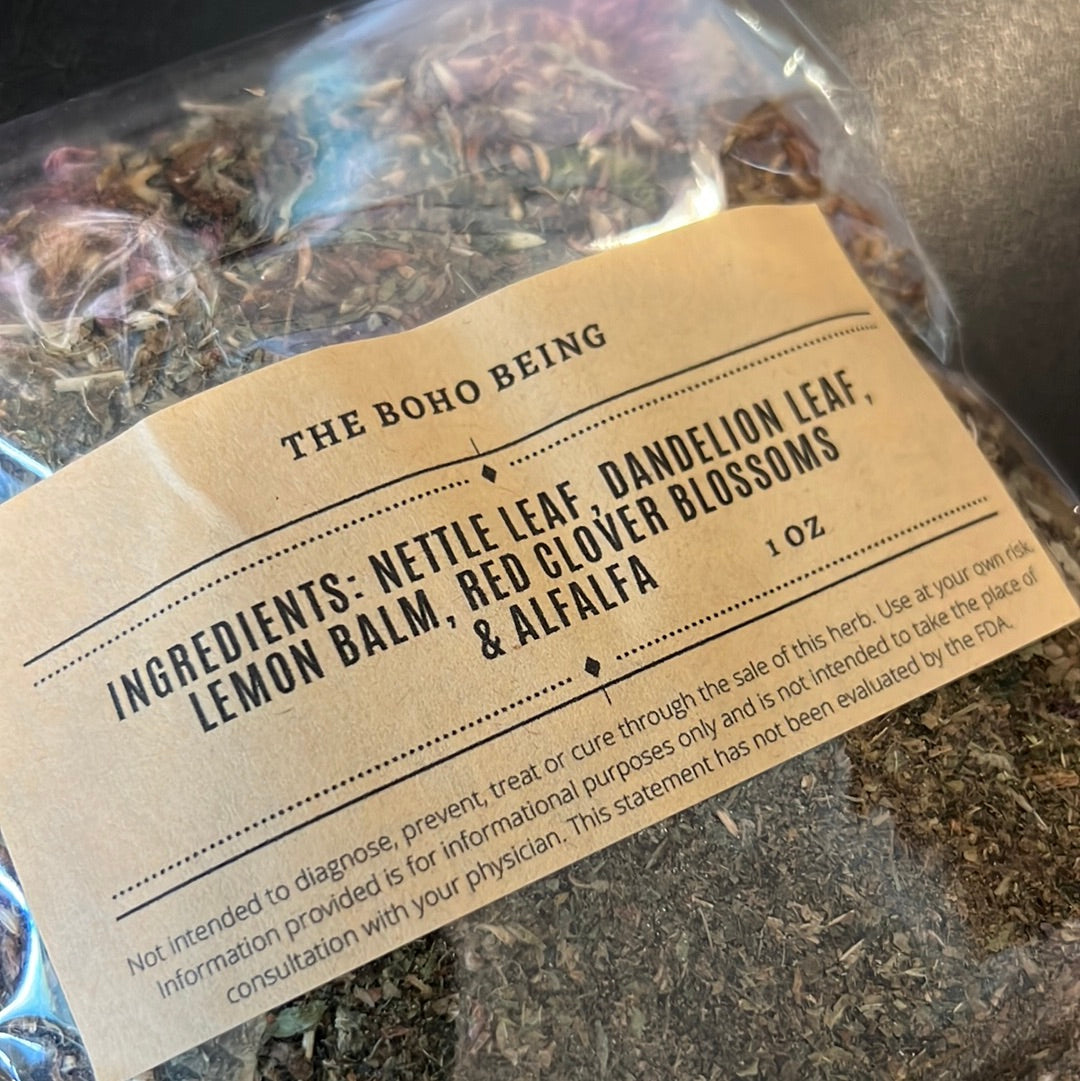 THE BOHO BEING
INGREDIENTS: NETTLE LEAF, DANDELION LEAF,
LEMON BALM, RED CLOVER BLOSSOMS
& ALFALFA
1 OZ
Not intended to diagnose, prevent, treat or cure through the sale of this herb. Use at your own risk.
Information provided is for informational purposes only and is not intended to take the place of
consultation with your physician. This statement has not been evaluated by the FDA.